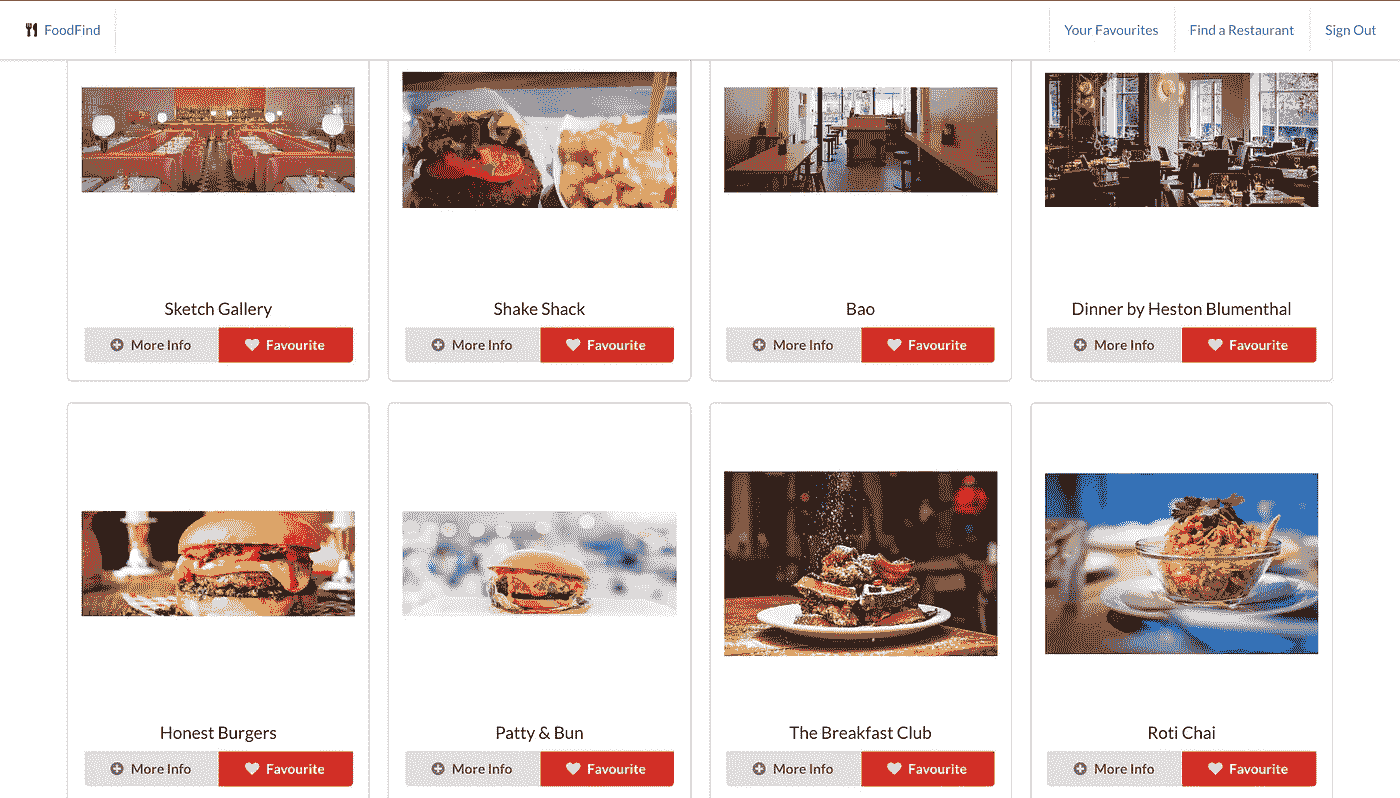 FoodFind
Your Favourites
Find a Restaurant
Sign Out
Sketch Gallery
Shake Shack
Bao
Dinner by Heston Blumenthal
More Info
Favourite
More Info
Favourite
More Info
Favourite
More Info
Favourite
Honest Burgers
Patty & Bun
The Breakfast Club
Roti Chai
More Info
Favourite
More Info
Favourite
More Info
Favourite
More Info
Favourite